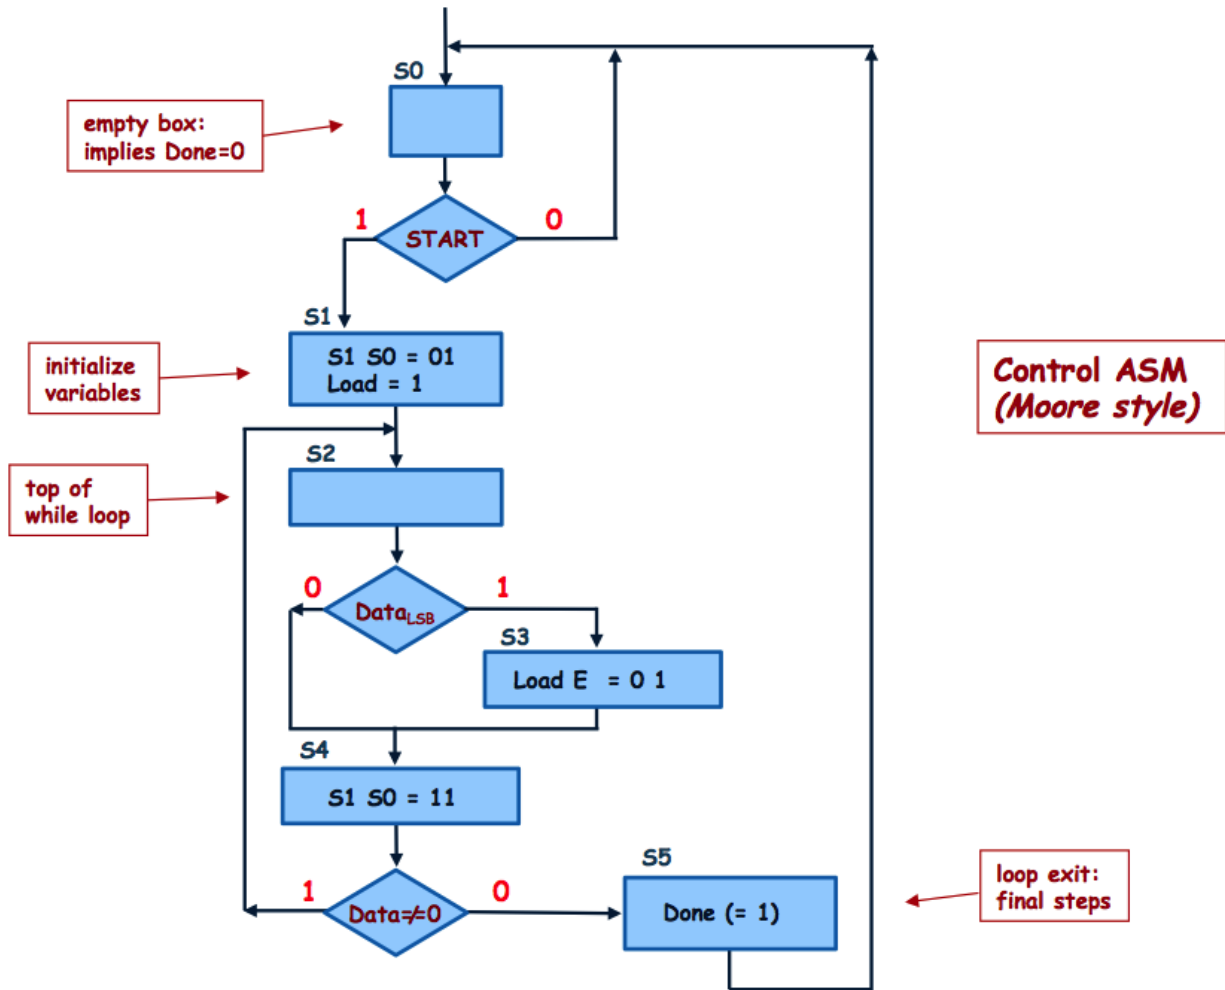 S0
empty box:
implies Done=0
1
0
START
S1
S1 S0 = 01
Load = 1
initialize
variables
Control ASM
(Moore style)
S2
top of
while loop
0
1
Data_LSB
S3
Load E = 0 1
S4
S1 S0 = 11
S5
1
0
Data≠0
Done (= 1)
loop exit:
final steps